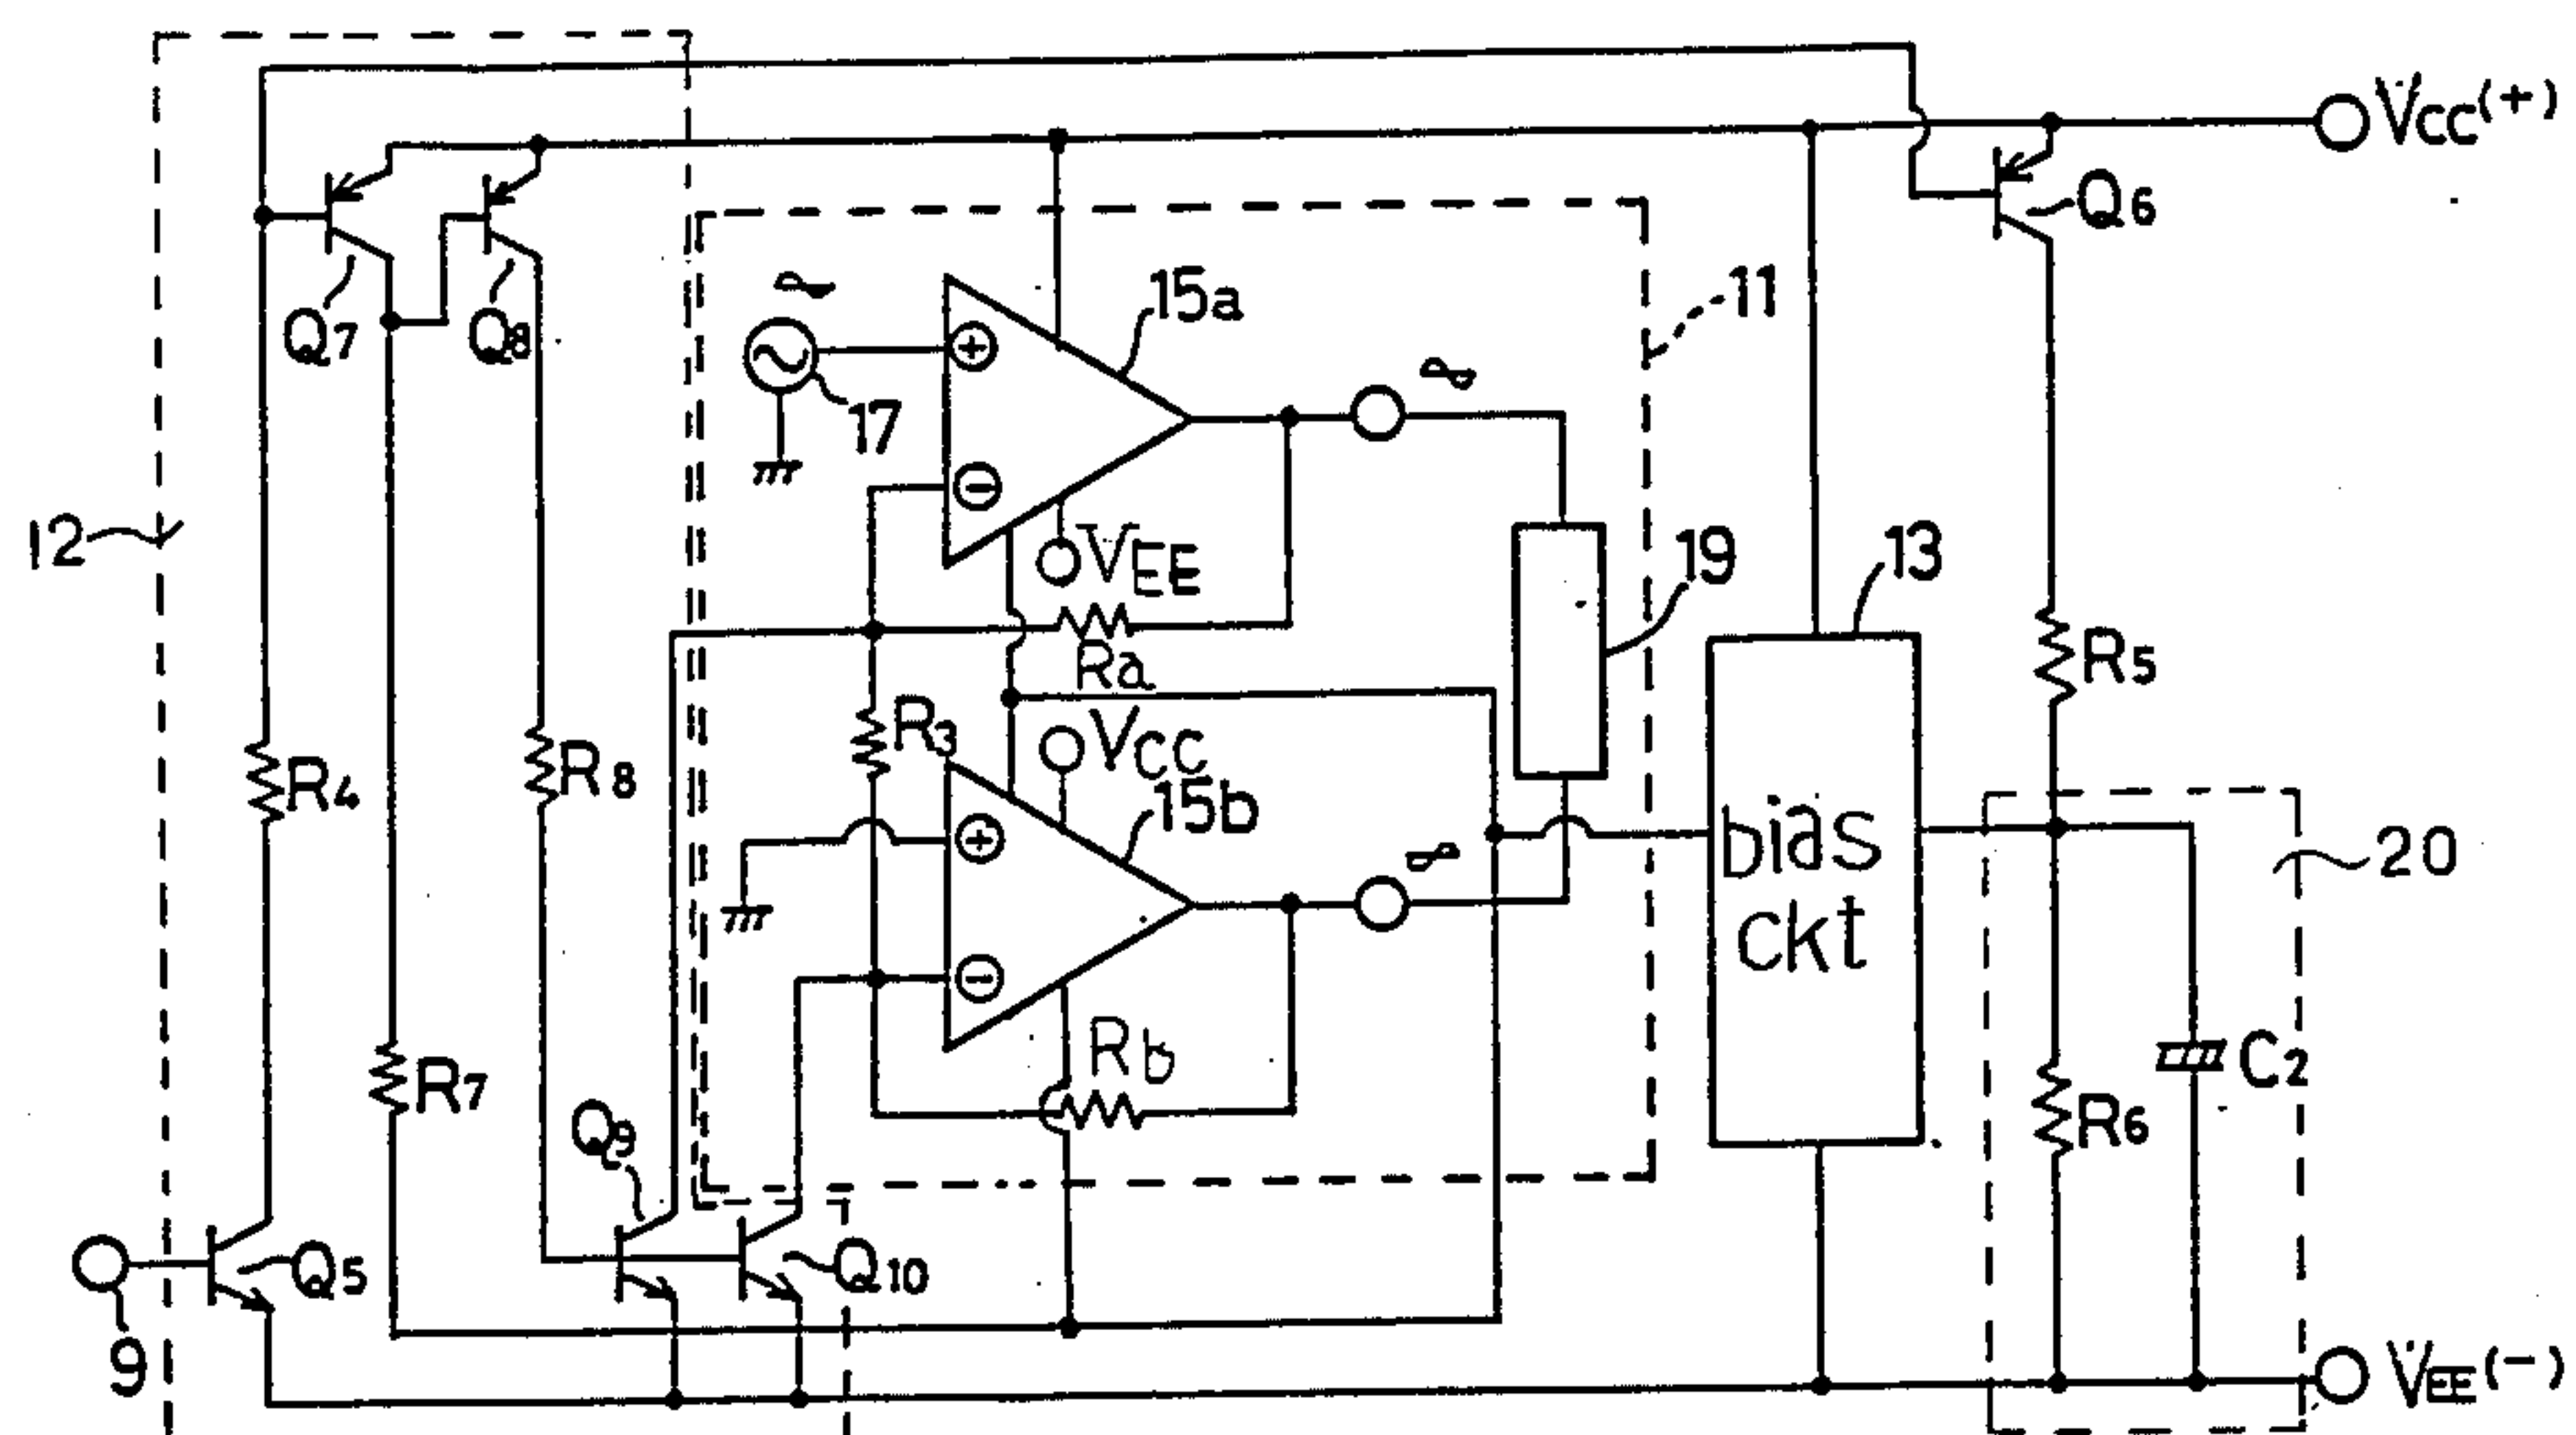 VCC(+)
Q6
Q7
Q8
15a
11
17
VEE
19
13
12
Ra
R5
R3
VCC
R4
R8
15b
bias
ckt
20
Rb
R7
C2
R6
Q9
Q5
Q10
9
VEE(-)